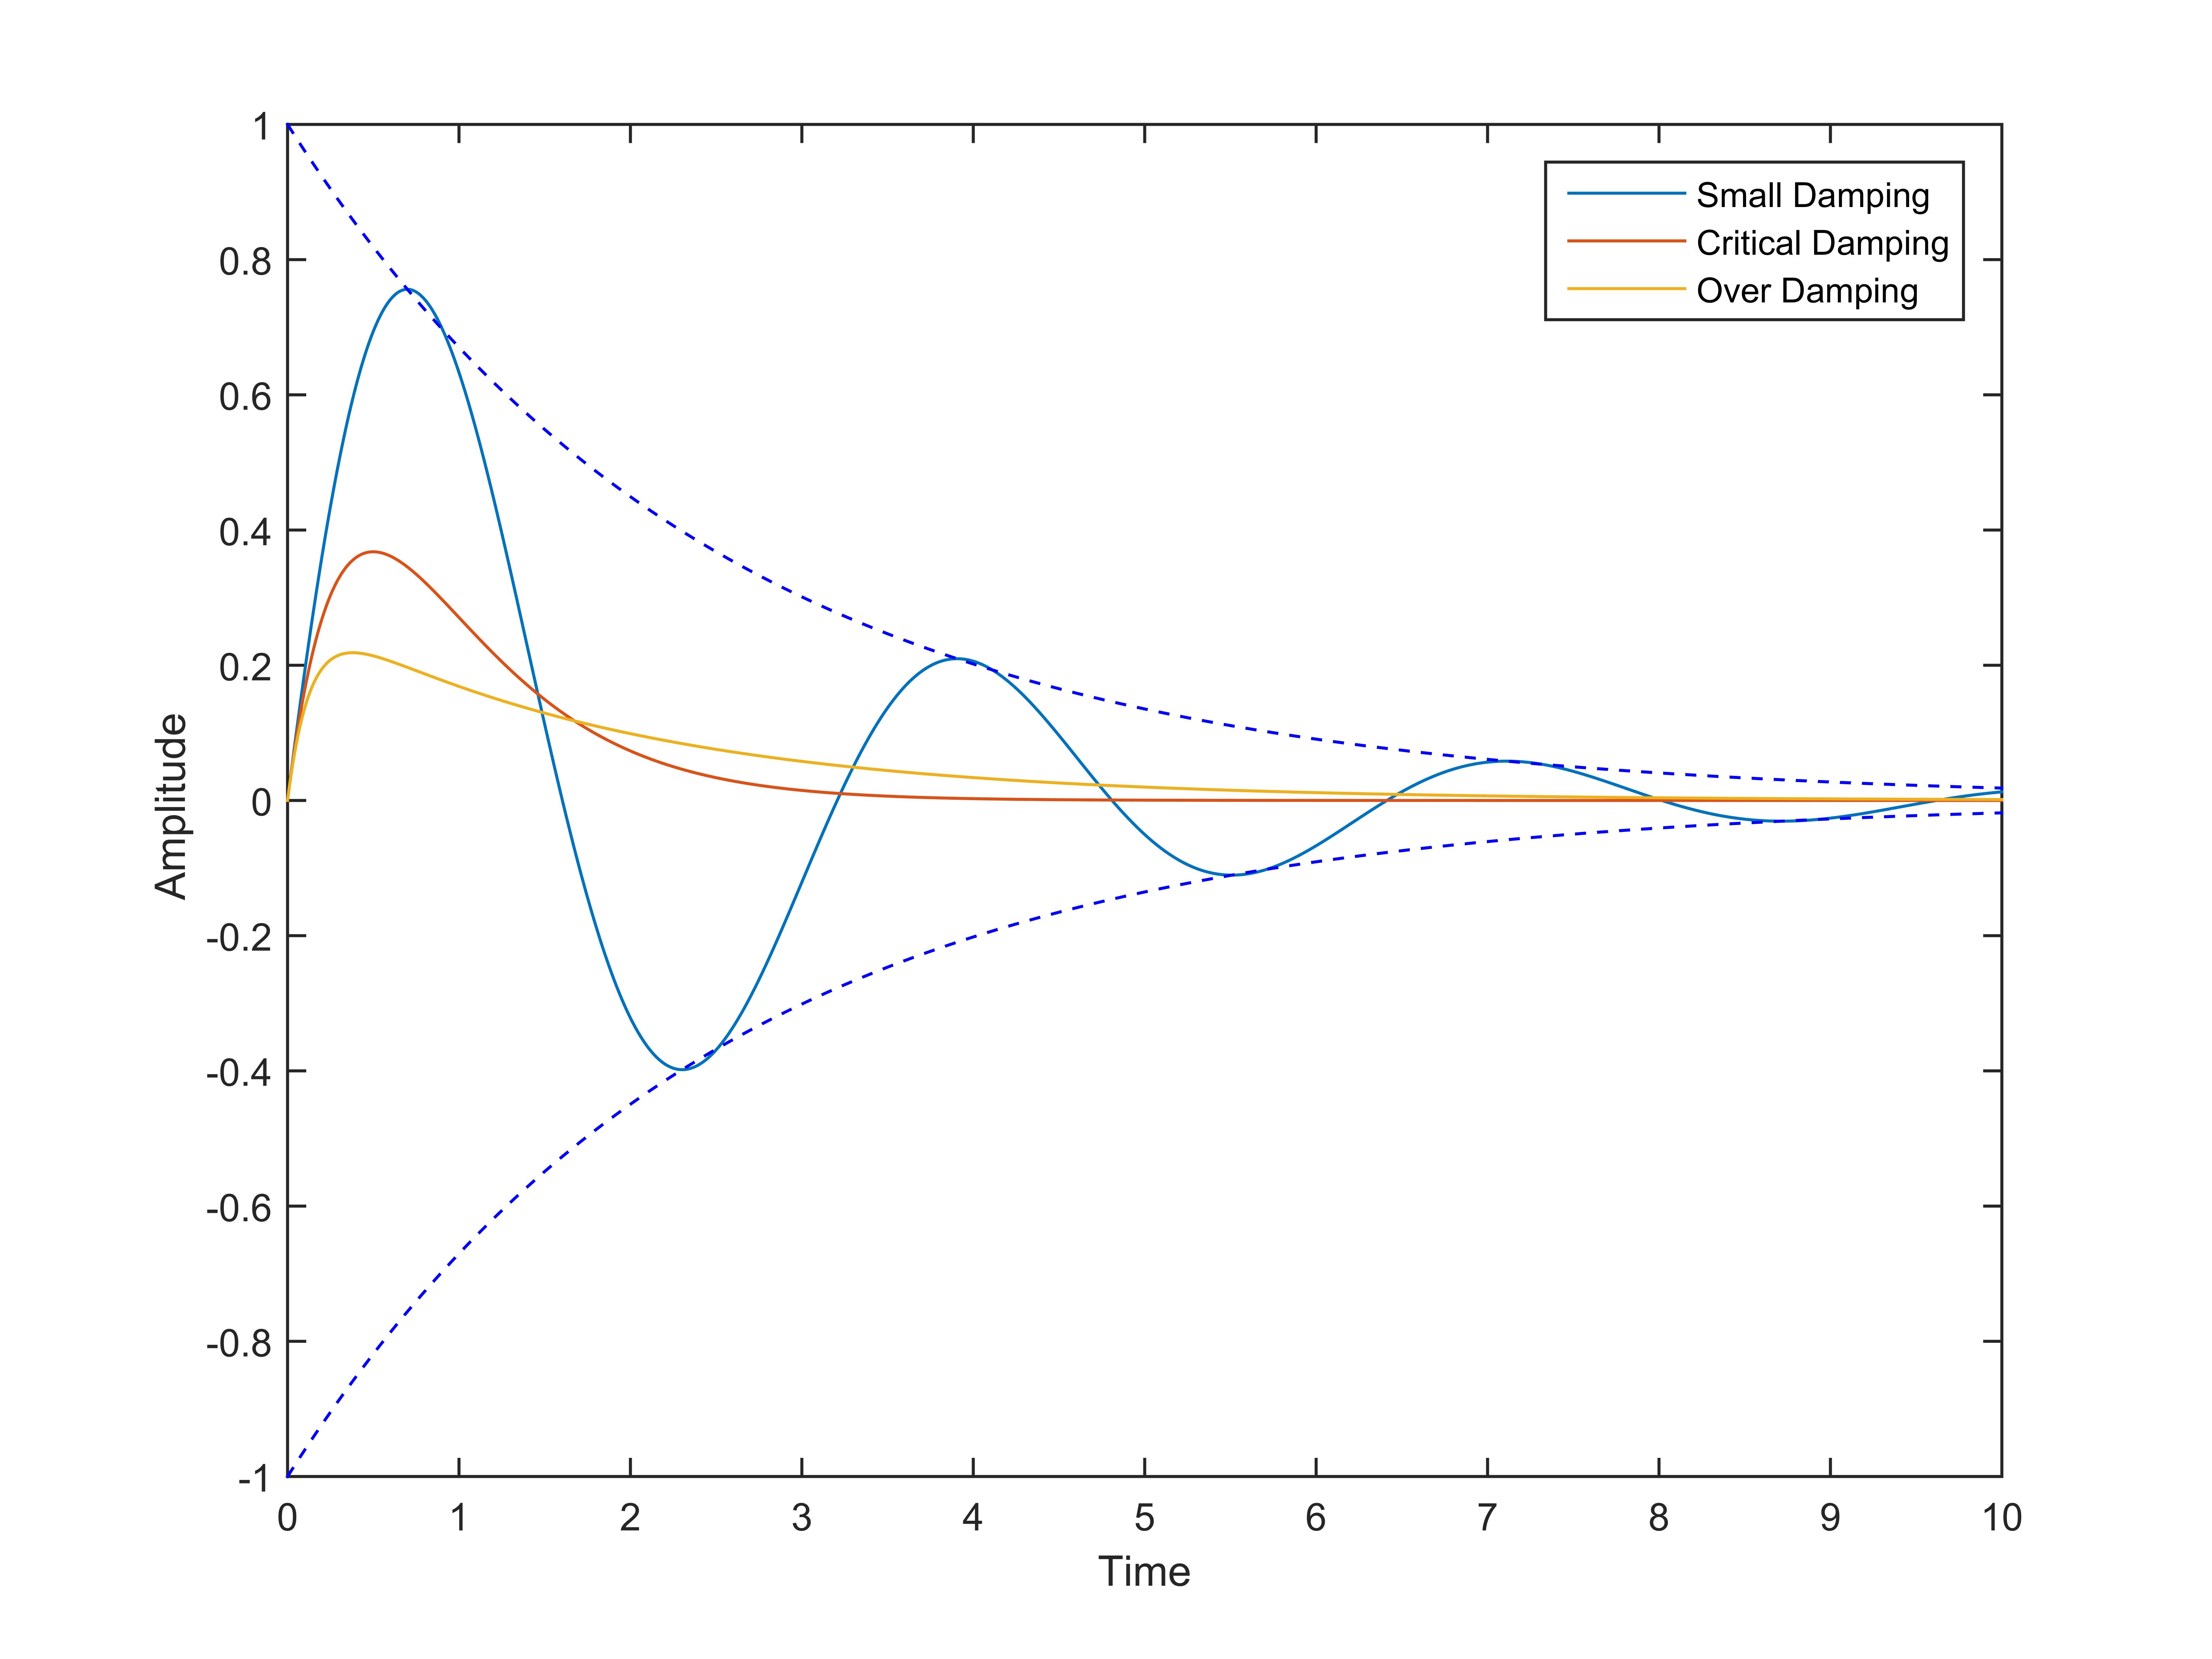 1
0.8
0.6
0.4
0.2
0
-0.2
-0.4
-0.6
-0.8
-1
Amplitude
Small Damping
Critical Damping
Over Damping
0 1 2 3 4 5 6 7 8 9 10
Time